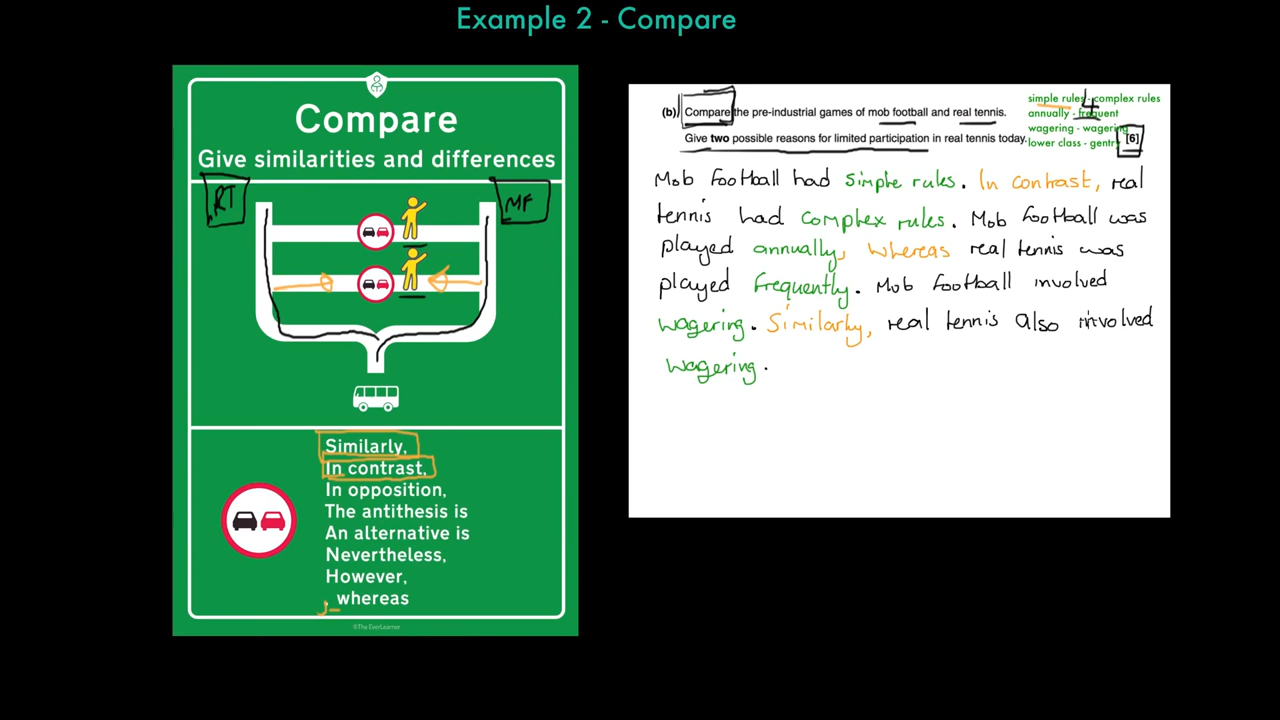 Example 2 - Compare
Compare
Give similarities and differences
RT
MF
Similarly,
In contrast,
In opposition,
The antithesis is
An alternative is
Nevertheless,
However,
, whereas
©The EverLearner
(b) Compare the pre-industrial games of mob football and real tennis.
Give two possible reasons for limited participation in real tennis today.
[6]
4
simple rules - complex rules
annually - frequent
wagering - wagering
lower class - gentry
Mob Football had simple rules. In contrast, real
tennis had complex rules. Mob Football was
played annually, whereas real tennis was
played frequently. Mob Football involved
wagering. Similarly, real tennis also involved
wagering.